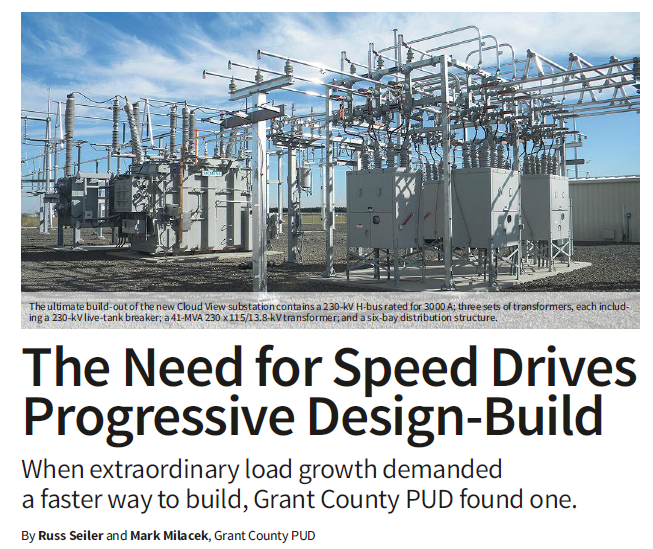 The ultimate build-out of the new Cloud View substation contains a 230-kV H-bus rated for 3000 A; three sets of transformers, each includ-
ing a 230-kV live-tank breaker; a 41-MVA 230 x 115/13.8-kV transformer; and a six-bay distribution structure.
The Need for Speed Drives
Progressive Design-Build
When extraordinary load growth demanded
a faster way to build, Grant County PUD found one.
By Russ Seiler and Mark Milacek, Grant County PUD